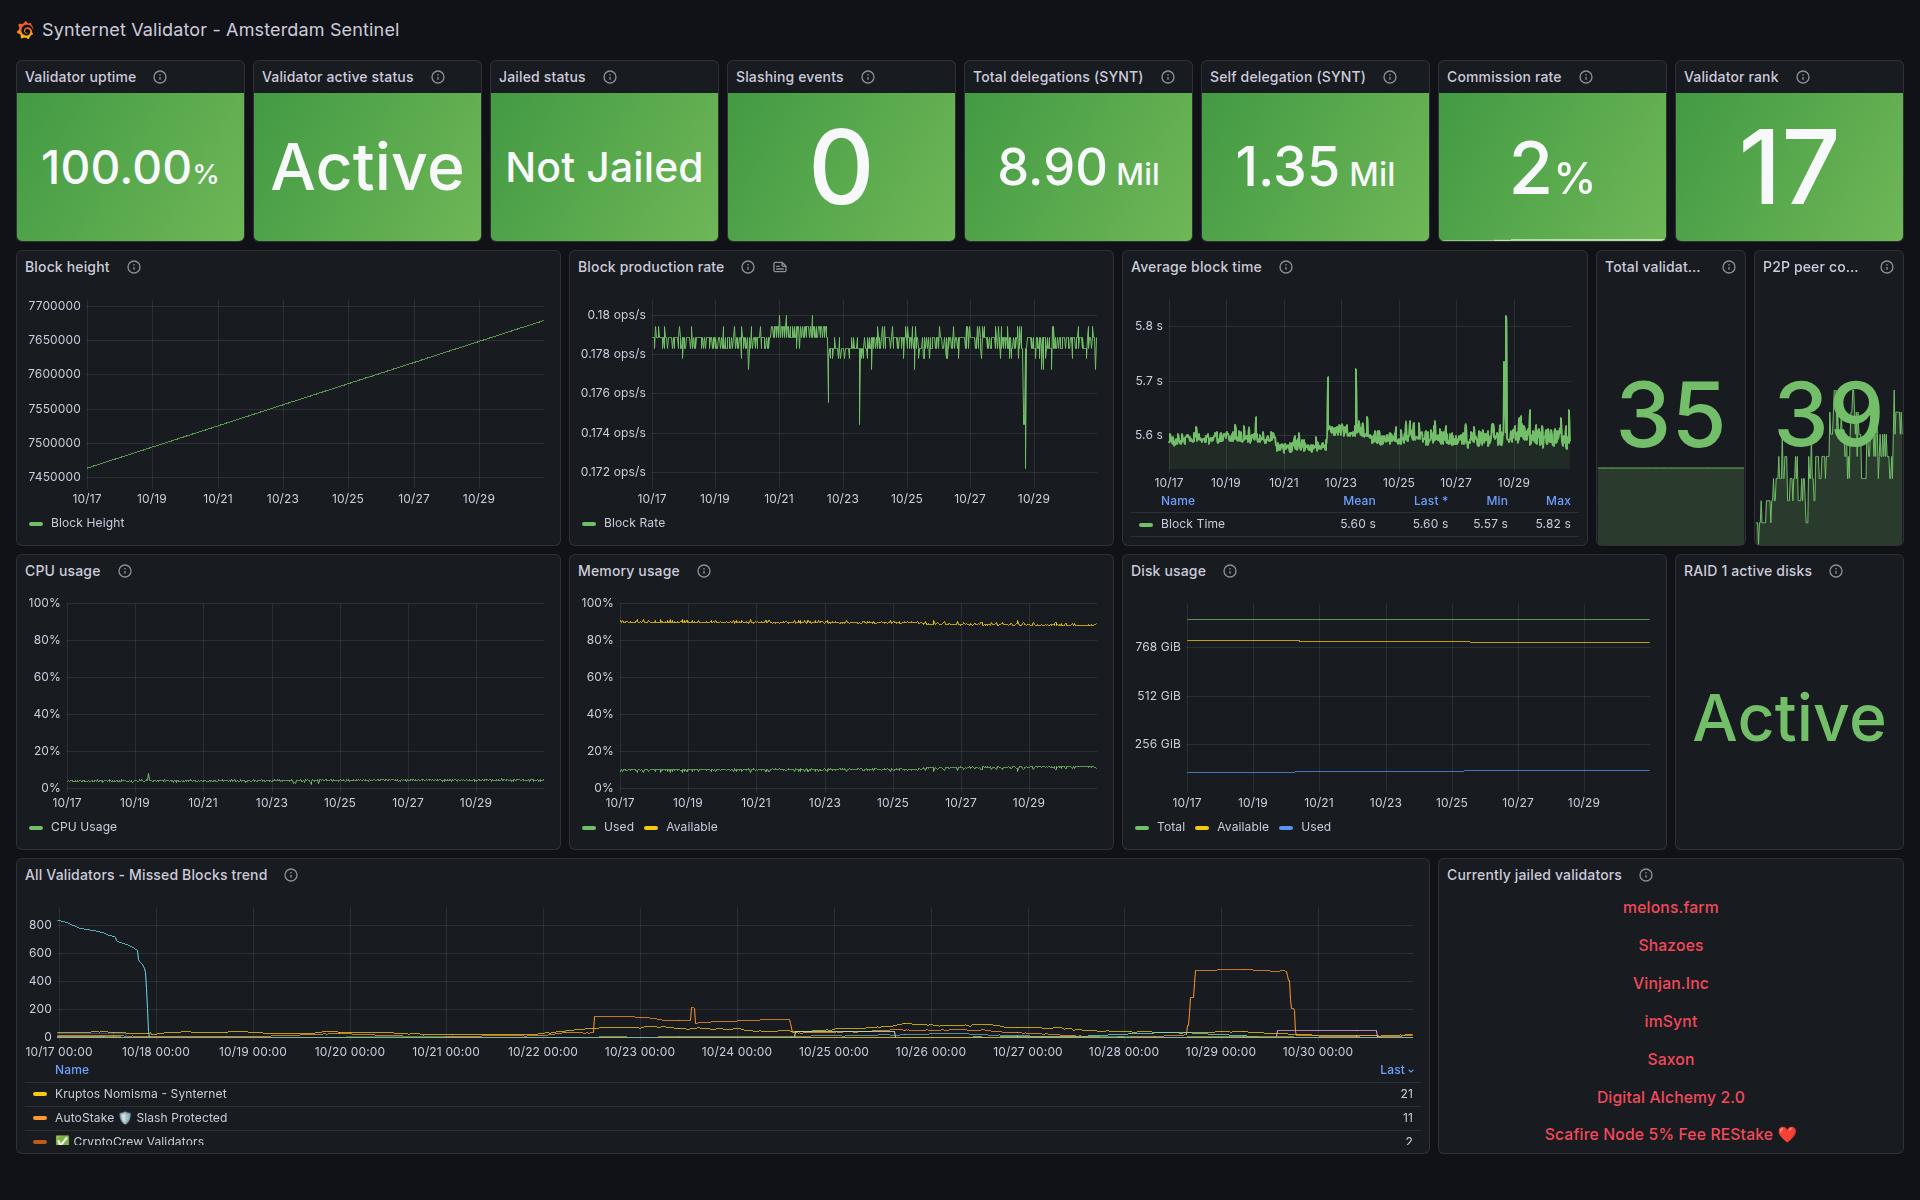 Synternet Validator - Amsterdam Sentinel
Validator uptime
100.00%
Validator active status
Active
Jailed status
Not Jailed
Slashing events
0
Total delegations (SYNT)
8.90 Mil
Self delegation (SYNT)
1.35 Mil
Commission rate
2%
Validator rank
17
Block height
7700000
7650000
7600000
7550000
7500000
7450000
10/17 10/19 10/21 10/23 10/25 10/27 10/29
Block Height
Block production rate
0.18 ops/s
0.178 ops/s
0.176 ops/s
0.174 ops/s
0.172 ops/s
10/17 10/19 10/21 10/23 10/25 10/27 10/29
Block Rate
Average block time
5.8 s
5.7 s
5.6 s
10/17 10/19 10/21 10/23 10/25 10/27 10/29
Name Mean Last * Min Max
Block Time 5.60 s 5.60 s 5.57 s 5.82 s
Total validat...
35
P2P peer co...
39
CPU usage
100%
80%
60%
40%
20%
0%
10/17 10/19 10/21 10/23 10/25 10/27 10/29
CPU Usage
Memory usage
100%
80%
60%
40%
20%
0%
10/17 10/19 10/21 10/23 10/25 10/27 10/29
Used Available
Disk usage
768 GiB
512 GiB
256 GiB
10/17 10/19 10/21 10/23 10/25 10/27 10/29
Total Available Used
RAID 1 active disks
Active
All Validators - Missed Blocks trend
800
600
400
200
0
10/17 00:00 10/18 00:00 10/19 00:00 10/20 00:00 10/21 00:00 10/22 00:00 10/23 00:00 10/24 00:00 10/25 00:00 10/26 00:00 10/27 00:00 10/28 00:00 10/29 00:00 10/30 00:00
Name Last
Kruptos Nomisma - Synternet 21
AutoStake 🛡️ Slash Protected 11
✅ CryptoCrew Validators 2
Currently jailed validators
melons.farm
Shazoes
Vinjan.Inc
imSynt
Saxon
Digital Alchemy 2.0
Scafire Node 5% Fee REStake ❤️